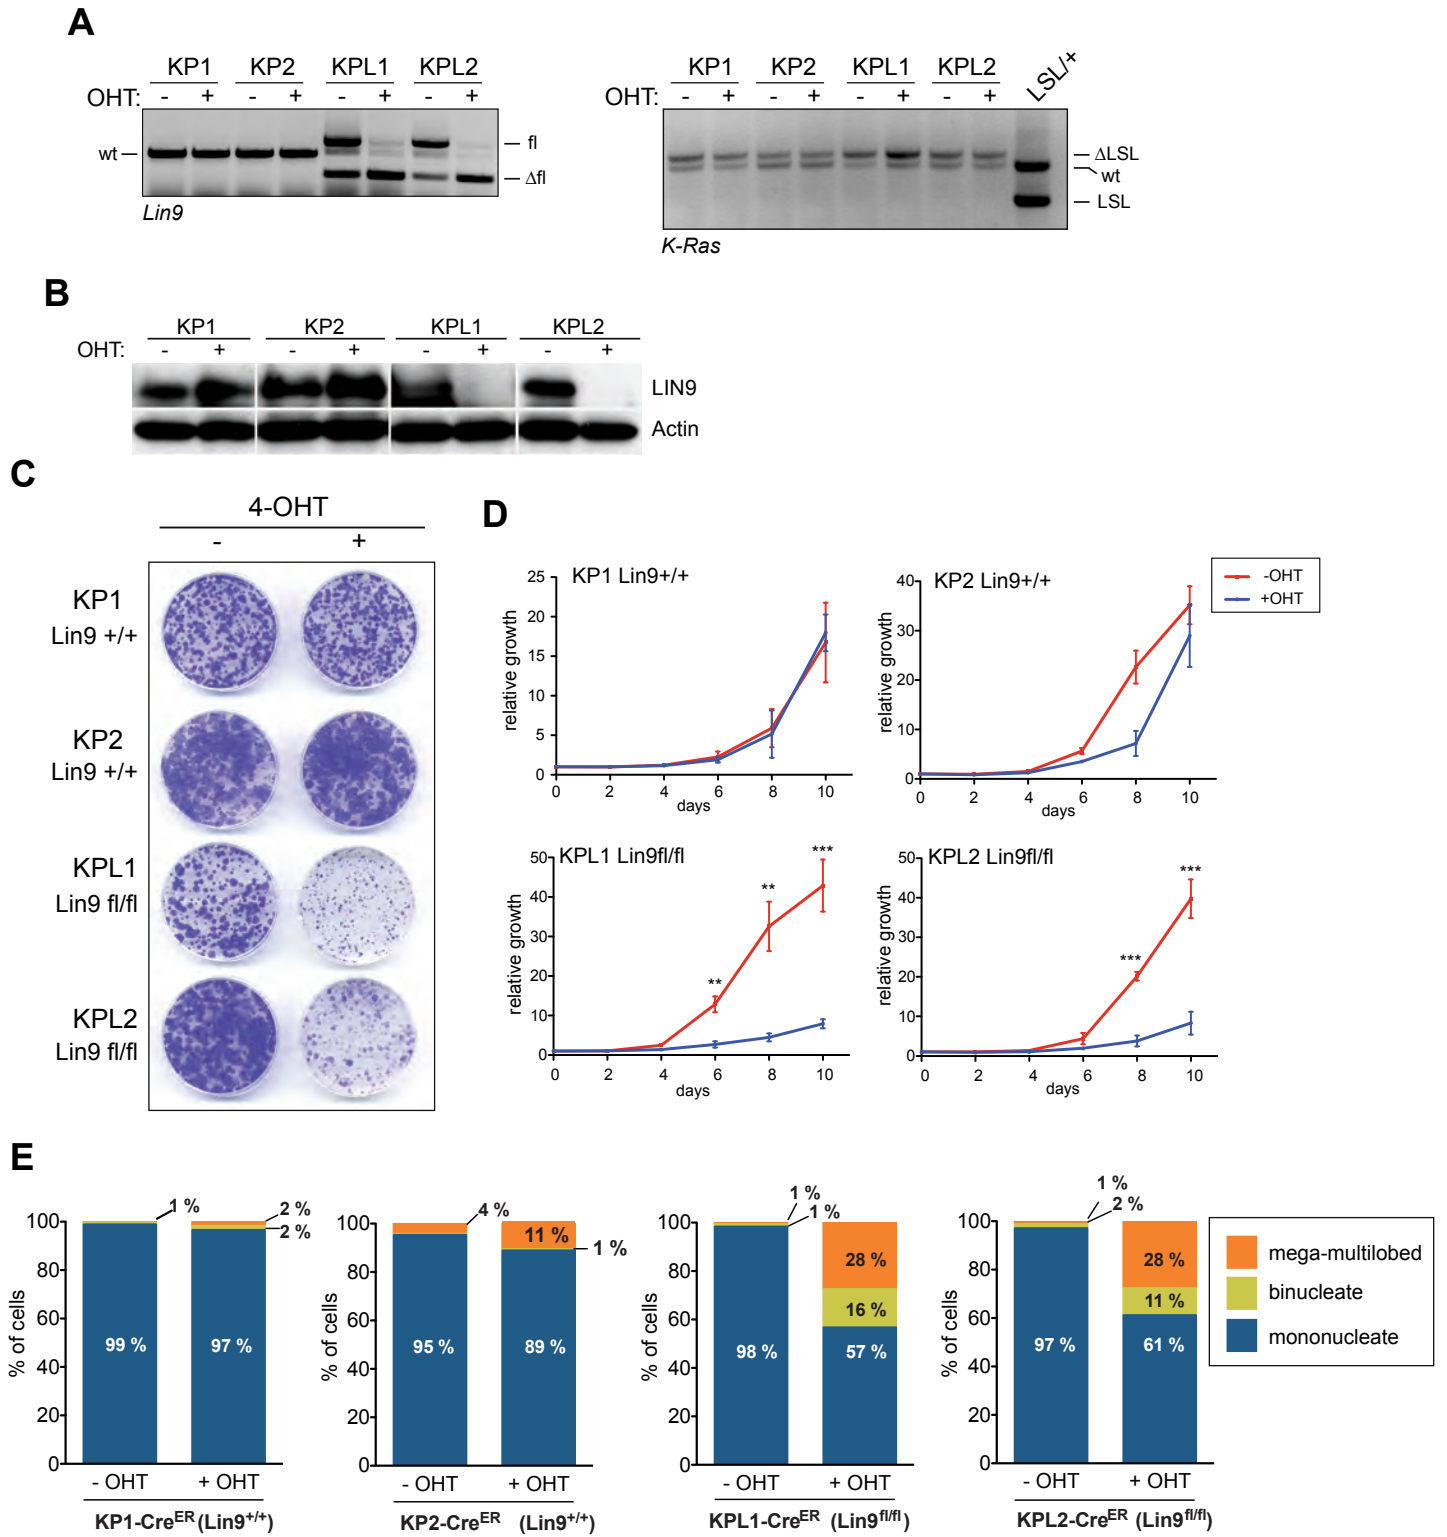 A
KP1 KP2 KPL1 KPL2
OHT: - + - + - + - +
wt
fl
Δfl
Lin9
KP1 KP2 KPL1 KPL2 LSL/+
OHT: - + - + - + - +
ΔLSL
wt
LSL
K-Ras
B
KP1 KP2 KPL1 KPL2
OHT: - + - + - + - +
LIN9
Actin
C
4-OHT
- +
KP1
Lin9 +/+
KP2
Lin9 +/+
KPL1
Lin9 fl/fl
KPL2
Lin9 fl/fl
D
KP1 Lin9+/+
relative growth
25
20
15
10
5
0
0 2 4 6 8 10
days
KP2 Lin9+/+
relative growth
40
30
20
10
0
0 2 4 6 8 10
days
-OHT
+OHT
KPL1 Lin9fl/fl
relative growth
50
40
30
20
10
0
** ** ***
0 2 4 6 8 10
days
KPL2 Lin9fl/fl
relative growth
50
40
30
20
10
0
*** ***
0 2 4 6 8 10
days
E
% of cells
100
80
60
40
20
0
1 %
2 %
2 %
99 % 97 %
- OHT + OHT
KP1-CreER (Lin9+/+)
% of cells
100
80
60
40
20
0
4 %
11 %
1 %
95 % 89 %
- OHT + OHT
KP2-CreER (Lin9+/+)
% of cells
100
80
60
40
20
0
1 %
1 %
28 %
16 %
98 % 57 %
- OHT + OHT
KPL1-CreER (Lin9fl/fl)
% of cells
100
80
60
40
20
0
1 %
2 %
28 %
11 %
97 % 61 %
- OHT + OHT
KPL2-CreER (Lin9fl/fl)
mega-multilobed
binucleate
mononucleate